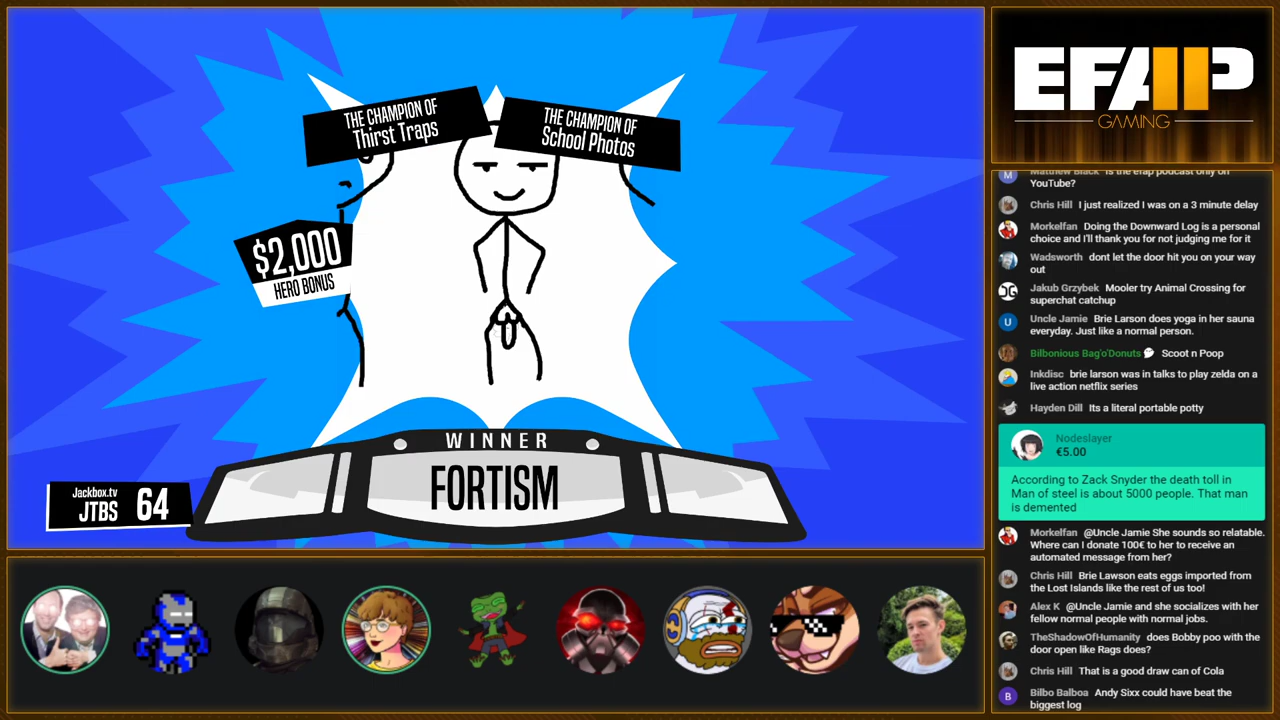 THE CHAMPION OF
Thirst Traps
THE CHAMPION OF
School Photos
$2,000
HERO BONUS
WINNER
FORTISM
Jackbox.tv
JTBS 64
EFAP
GAMING
Matthew Black Is the efap podcast only on
YouTube?
Chris Hill I just realized I was on a 3 minute delay
Morkelfan Doing the Downward Log is a personal
choice and I'll thank you for not judging me for it
Wadsworth dont let the door hit you on your way
out
Jakub Grzybek Mooler try Animal Crossing for
superchat catchup
U
Uncle Jamie Brie Larson does yoga in her sauna
everyday. Just like a normal person.
Bilbonious Bag'o'Donuts Scoot n Poop
Inkdisc brie larson was in talks to play zelda on a
live action netflix series
Hayden Dill Its a literal portable potty
Nodeslayer
€5.00
According to Zack Snyder the death toll in
Man of steel is about 5000 people. That man
is demented
Morkelfan @Uncle Jamie She sounds so relatable.
Where can I donate 100€ to her to receive an
automated message from her?
Chris Hill Brie Lawson eats eggs imported from
the Lost Islands like the rest of us too!
Alex K @Uncle Jamie and she socializes with her
fellow normal people with normal jobs.
TheShadowOfHumanity does Bobby poo with the
door open like Rags does?
Chris Hill That is a good draw can of Cola
B
Bilbo Balboa Andy Sixx could have beat the
biggest log